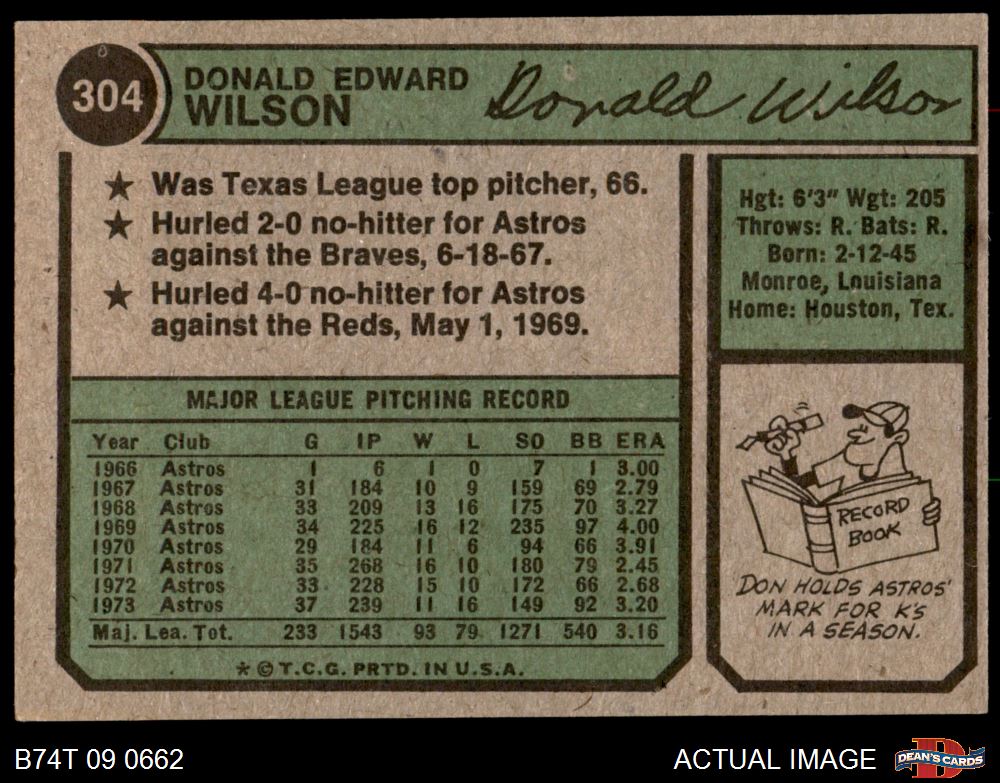 304
DONALD EDWARD
WILSON
Donald Wilson
★ Was Texas League top pitcher, 66.
★ Hurled 2-0 no-hitter for Astros
against the Braves, 6-18-67.
★ Hurled 4-0 no-hitter for Astros
against the Reds, May 1, 1969.
Hgt: 6'3" Wgt: 205
Throws: R. Bats: R.
Born: 2-12-45
Monroe, Louisiana
Home: Houston, Tex.
MAJOR LEAGUE PITCHING RECORD
Year Club G IP W L SO BB ERA
1966 Astros 1 6 1 0 7 1 3.00
1967 Astros 31 184 10 9 159 69 2.79
1968 Astros 33 209 13 16 175 70 3.27
1969 Astros 34 225 16 12 235 97 4.00
1970 Astros 29 184 11 6 94 66 3.91
1971 Astros 35 268 16 10 180 79 2.45
1972 Astros 33 228 15 10 172 66 2.68
1973 Astros 37 239 11 16 149 92 3.20
Maj. Lea. Tot. 233 1543 93 79 1271 540 3.16
* © T.C.G. PRTD. IN U.S.A.
RECORD
BOOK
DON HOLDS ASTROS'
MARK FOR K'S
IN A SEASON.
B74T 09 0662
ACTUAL IMAGE
D
DEAN'S CARDS